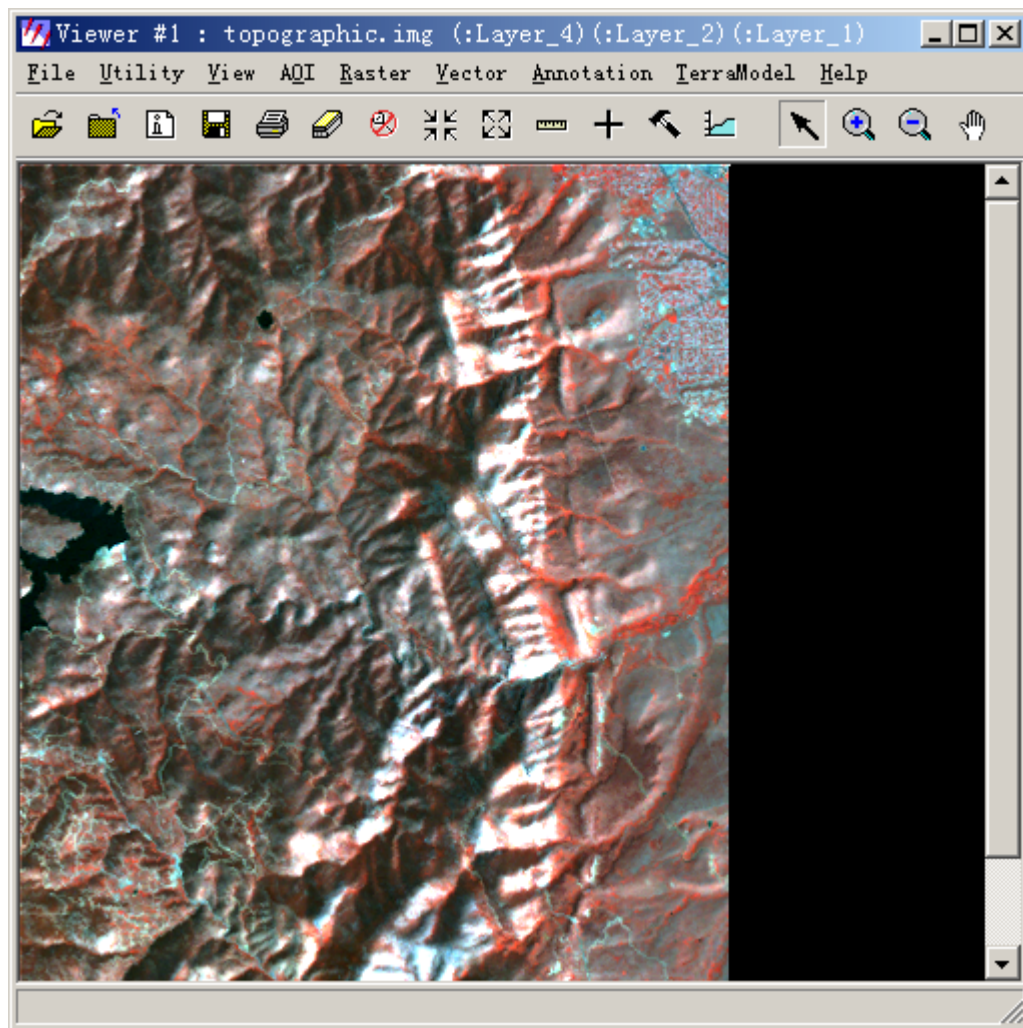 Viewer #1 : topographic.img (:Layer_4)(:Layer_2)(:Layer_1)
File Utility View AOI Raster Vector Annotation TerraModel Help